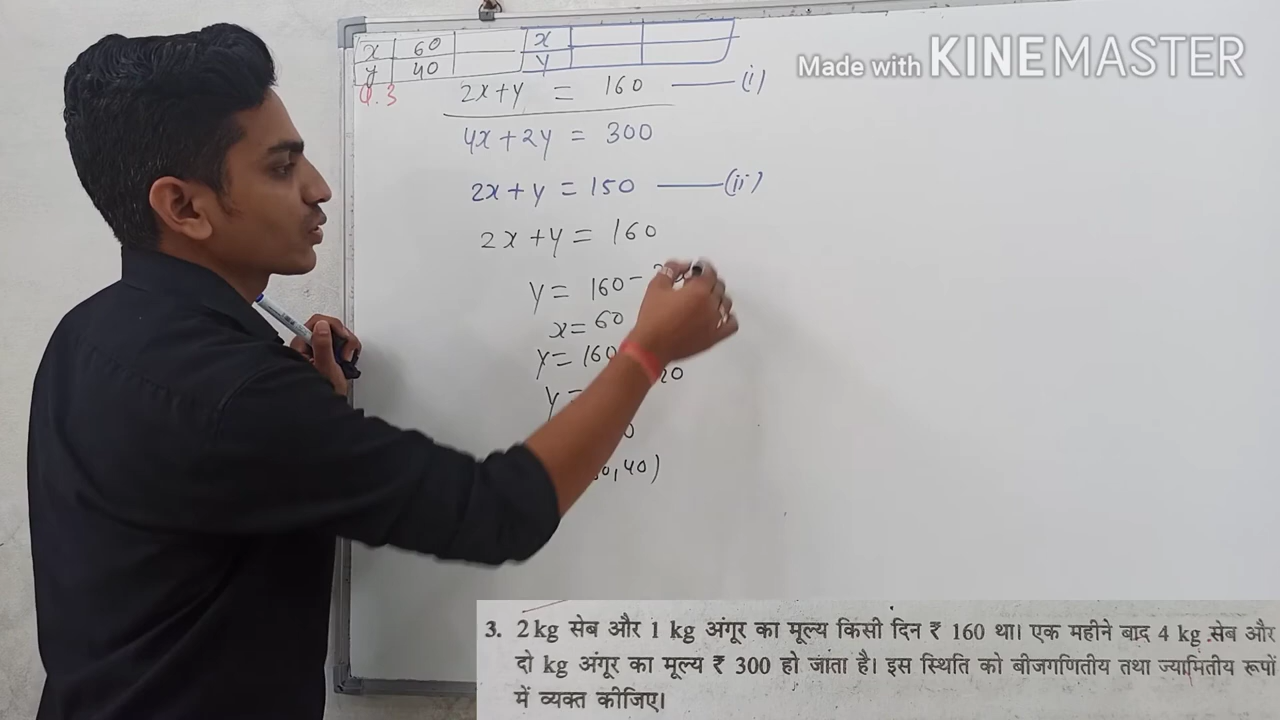 Made with KINEMASTER
x 60 x
y 40 y
Q.3 2x+y = 160 —— (i)
4x+2y = 300
2x+y = 150 —— (ii)
2x+y = 160
y = 160 -
x = 60
y = 160 20
y =
,40)
3. 2 kg सेब और 1 kg अंगूर का मूल्य किसी दिन ₹ 160 था। एक महीने बाद 4 kg सेब और
दो kg अंगूर का मूल्य ₹ 300 हो जाता है। इस स्थिति को बीजगणितीय तथा ज्यामितीय रूपों
में व्यक्त कीजिए।